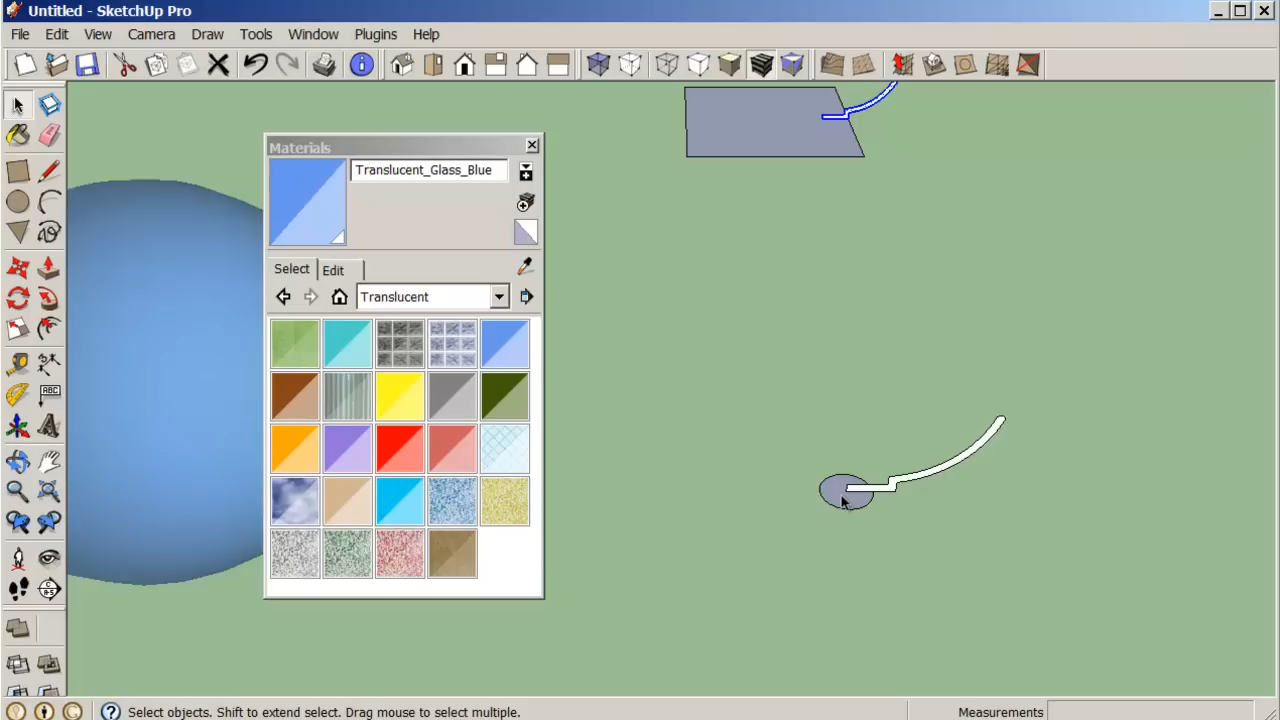 Untitled - SketchUp Pro
File Edit View Camera Draw Tools Window Plugins Help
Materials
Translucent_Glass_Blue
Select Edit
Translucent
ABC
Select objects. Shift to extend select. Drag mouse to select multiple.
Measurements